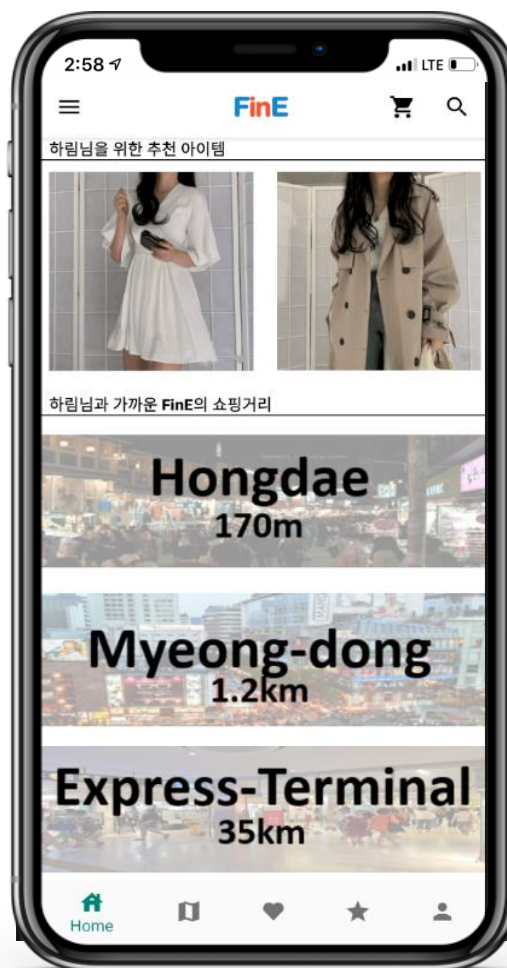 2:58
LTE
FinE
하림님을 위한 추천 아이템
하림님과 가까운 FinE의 쇼핑거리
Hongdae
170m
Myeong-dong
1.2km
Express-Terminal
35km
Home